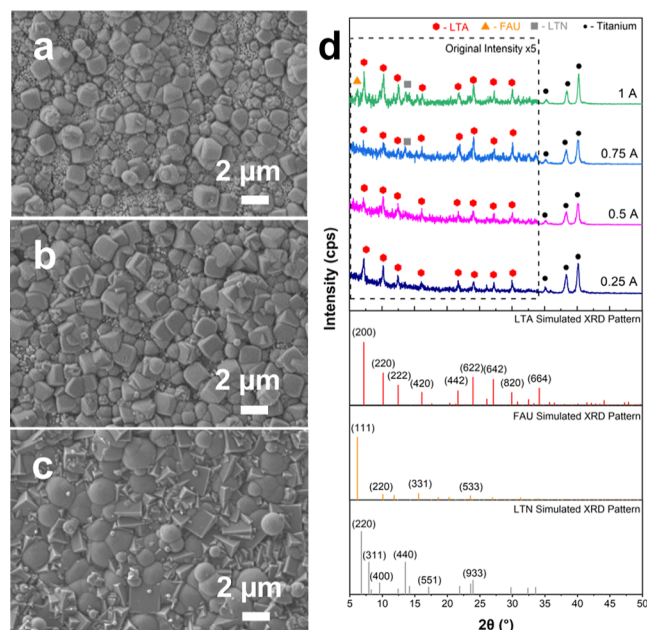 a
2 µm
b
2 µm
c
2 µm
d
- LTA - FAU - LTN - Titanium
Original Intensity x5
1 A
0.75 A
0.5 A
0.25 A
Intensity (cps)
LTA Simulated XRD Pattern
(200)
(220)
(222)
(420)
(442)
(622)
(642)
(820)
(664)
FAU Simulated XRD Pattern
(111)
(220)
(331)
(533)
LTN Simulated XRD Pattern
(220)
(311)
(400)
(440)
(551)
(933)
5 10 15 20 25 30 35 40 45 50
2θ (°)